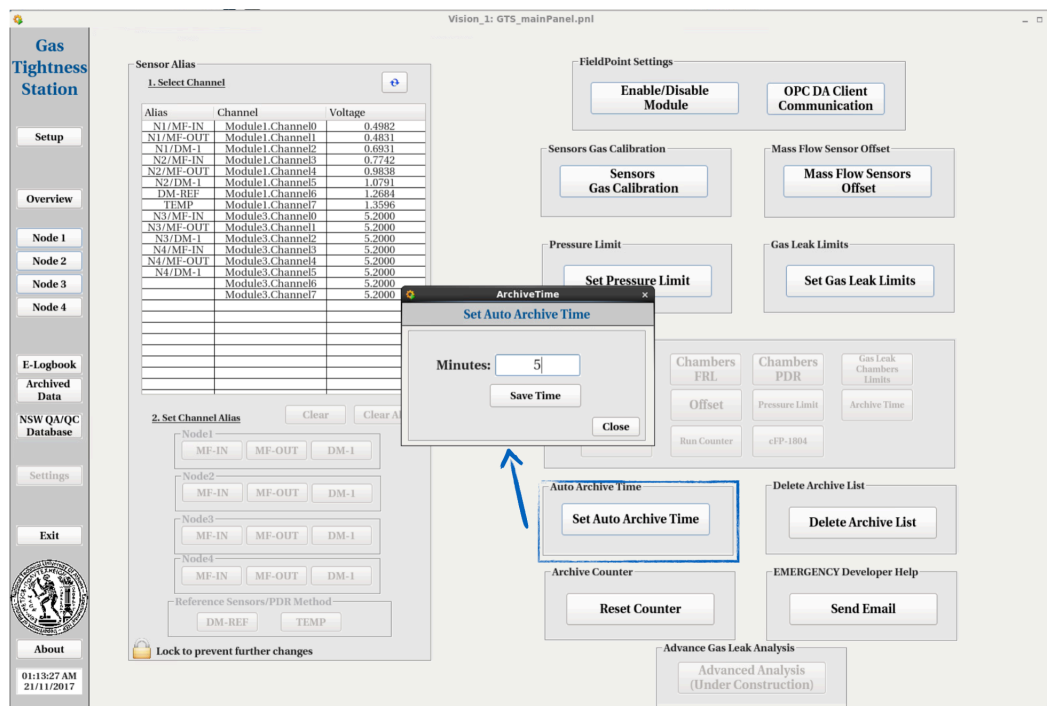 Vision_1: GTS_mainPanel.pnl
Gas
Tightness
Station
Setup
Overview
Node 1
Node 2
Node 3
Node 4
E-Logbook
Archived
Data
NSW QA/QC
Database
Settings
Exit
About
01:13:27 AM
21/11/2017
Sensor Alias
1. Select Channel
Alias Channel Voltage
N1/MF-IN Module1.Channel0 0.4982
N1/MF-OUT Module1.Channel1 0.4831
N1/DM-1 Module1.Channel2 0.6931
N2/MF-IN Module1.Channel3 0.7742
N2/MF-OUT Module1.Channel4 0.9838
N2/DM-1 Module1.Channel5 1.0791
DM-REF Module1.Channel6 1.2684
TEMP Module1.Channel7 1.3596
N3/MF-IN Module3.Channel0 5.2000
N3/MF-OUT Module3.Channel1 5.2000
N3/DM-1 Module3.Channel2 5.2000
N4/MF-IN Module3.Channel3 5.2000
N4/MF-OUT Module3.Channel4 5.2000
N4/DM-1 Module3.Channel5 5.2000
Module3.Channel6 5.2000
Module3.Channel7 5.2000
2. Set Channel Alias
Clear Clear Al
Node1
MF-IN MF-OUT DM-1
Node2
MF-IN MF-OUT DM-1
Node3
MF-IN MF-OUT DM-1
Node4
MF-IN MF-OUT DM-1
Reference Sensors/PDR Method
DM-REF TEMP
Lock to prevent further changes
FieldPoint Settings
Enable/Disable
Module
OPC DA Client
Communication
Sensors Gas Calibration
Sensors
Gas Calibration
Mass Flow Sensor Offset
Mass Flow Sensors
Offset
Pressure Limit
Set Pressure Limit
Gas Leak Limits
Set Gas Leak Limits
ArchiveTime
Set Auto Archive Time
Minutes: 5
Save Time
Close
Chambers
FRL
Chambers
PDR
Gas Leak
Chambers
Limits
Offset
Pressure Limit
Archive Time
Run Counter
cFP-1804
Auto Archive Time
Set Auto Archive Time
Delete Archive List
Delete Archive List
Archive Counter
Reset Counter
EMERGENCY Developer Help
Send Email
Advance Gas Leak Analysis
Advanced Analysis
(Under Construction)